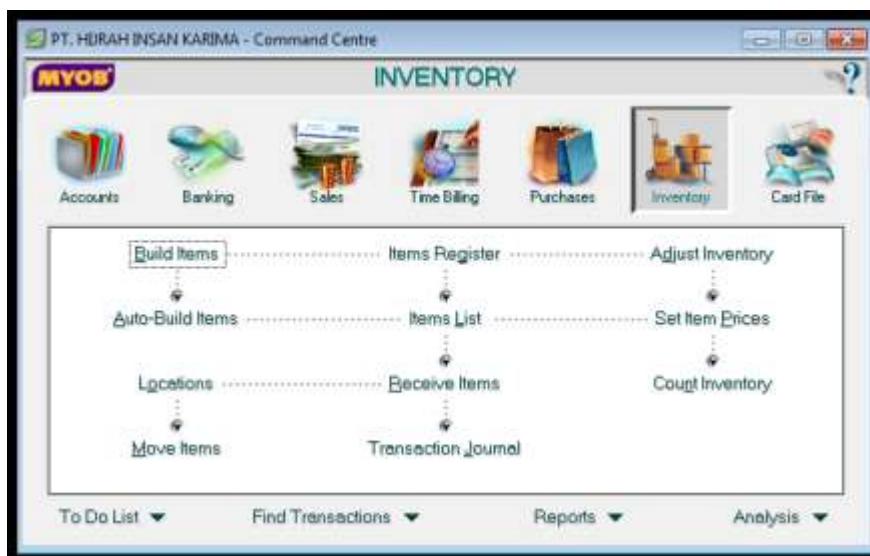 PT. HIJRAH INSAN KARIMA - Command Centre
MYOB INVENTORY ?
Accounts Banking Sales Time Billing Purchases Inventory Card File
Build Items Items Register Adjust Inventory
Auto-Build Items Items List Set Item Prices
Locations Receive Items Count Inventory
Move Items Transaction Journal
To Do List Find Transactions Reports Analysis